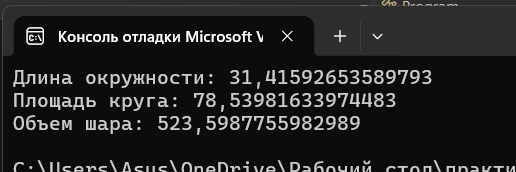 Program
Консоль отладки Microsoft V
Длина окружности: 31,41592653589793
Площадь круга: 78,53981633974483
Объем шара: 523,5987755982989
C:\Users\Asus\OneDrive\Рабочий стол\практи